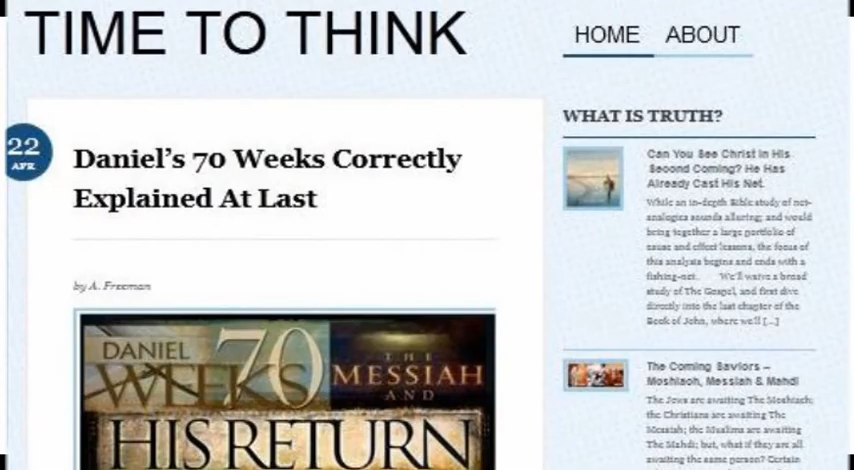 TIME TO THINK
HOME ABOUT
22
APR
Daniel's 70 Weeks Correctly
Explained At Last
by A. Freeman
DANIEL
70
WEEKS
THE
MESSIAH
AND
HIS RETURN
WHAT IS TRUTH?
Can You See Christ In His
Second Coming? He Has
Already Cast His Net.
While an in-depth Bible study of net-
analogies sounds alluring; and would
bring together a large portfolio of
cause and effect lessons, the focus of
this analysis begins and ends with a
fishing-net. We'll waive a broad
study of The Gospel, and first dive
directly into the last chapter of the
Book of John, where we'll [...]
The Coming Saviors –
Moshiach, Messiah & Mahdi
The Jews are awaiting The Moshiach;
the Christians are awaiting The
Messiah; the Muslims are awaiting
The Mahdi; but, what if they are all
awaiting the same person? Certain